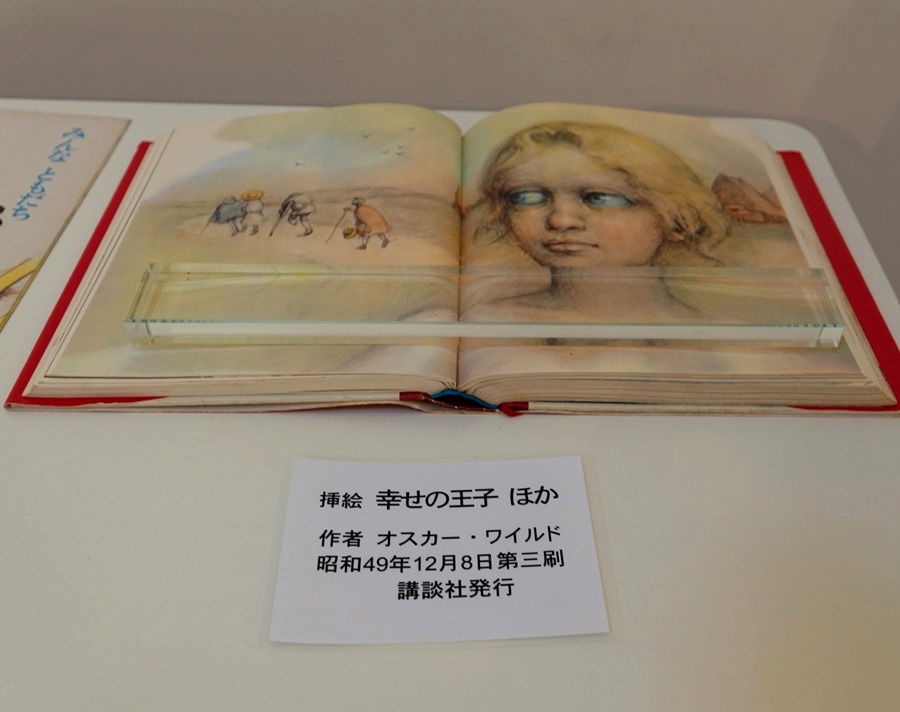 みんなともだち
挿絵 幸せの王子 ほか
作者 オスカー・ワイルド
昭和49年12月8日第三刷
講談社発行